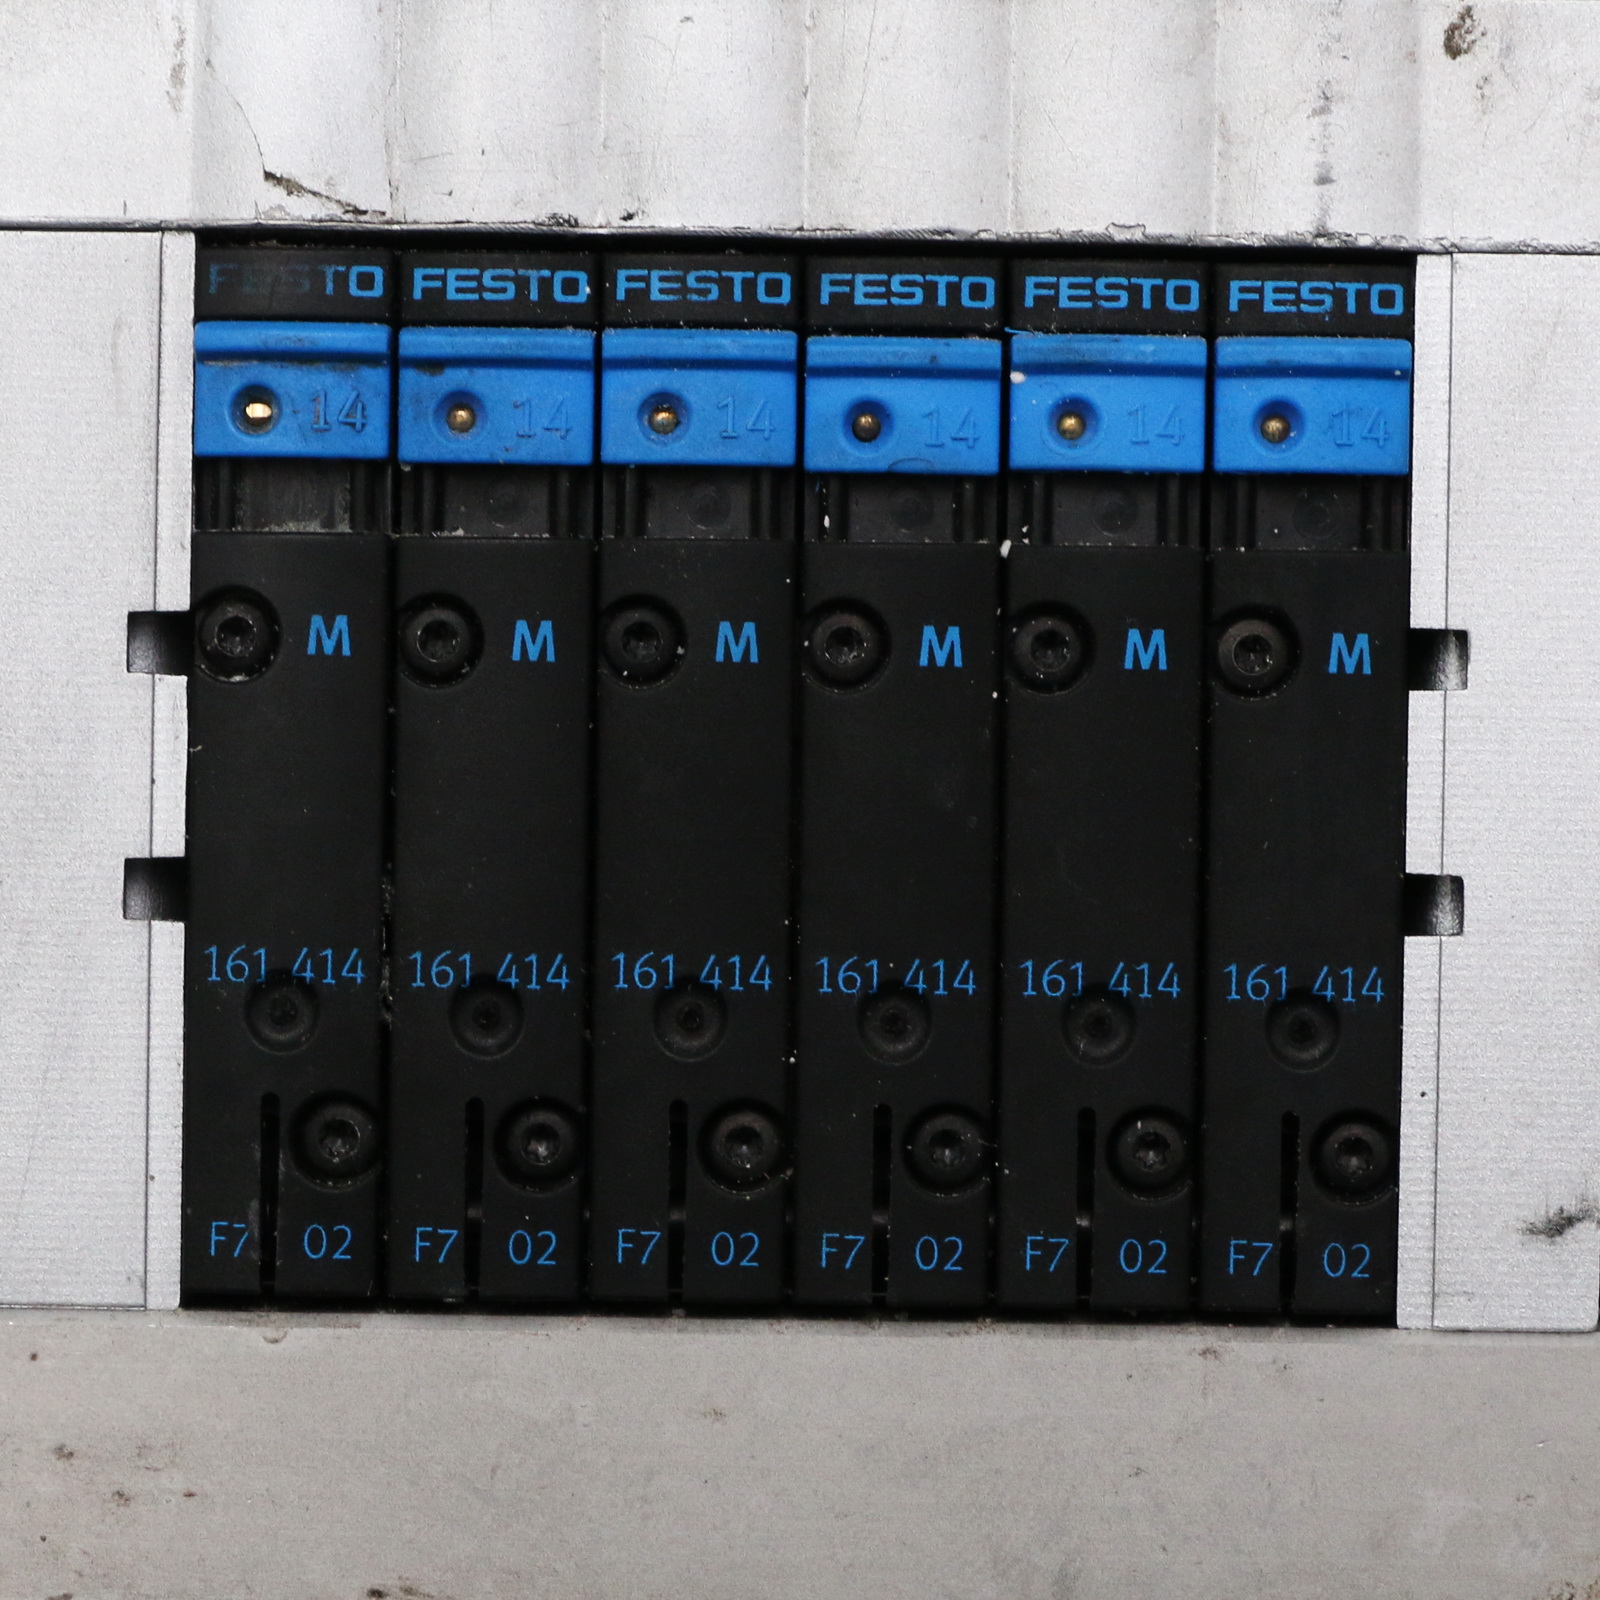 FESTO FESTO FESTO FESTO FESTO FESTO
14 14 14 14 14 14
M M M M M M
161 414 161 414 161 414 161 414 161 414 161 414
F7 02 F7 02 F7 02 F7 02 F7 02 F7 02